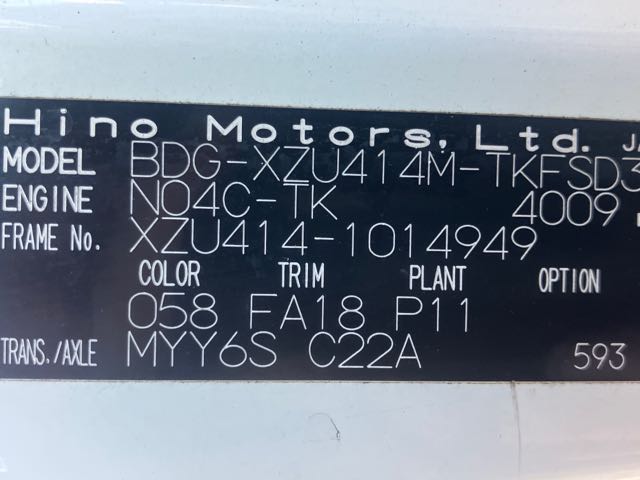 Hino Motors, Ltd. JA
MODEL BDG-XZU414M-TKFSD3
ENGINE N04C-TK 4009
FRAME No. XZU414-1014949
COLOR TRIM PLANT OPTION
058 FA18 P11
TRANS./AXLE MYY6S C22A 593